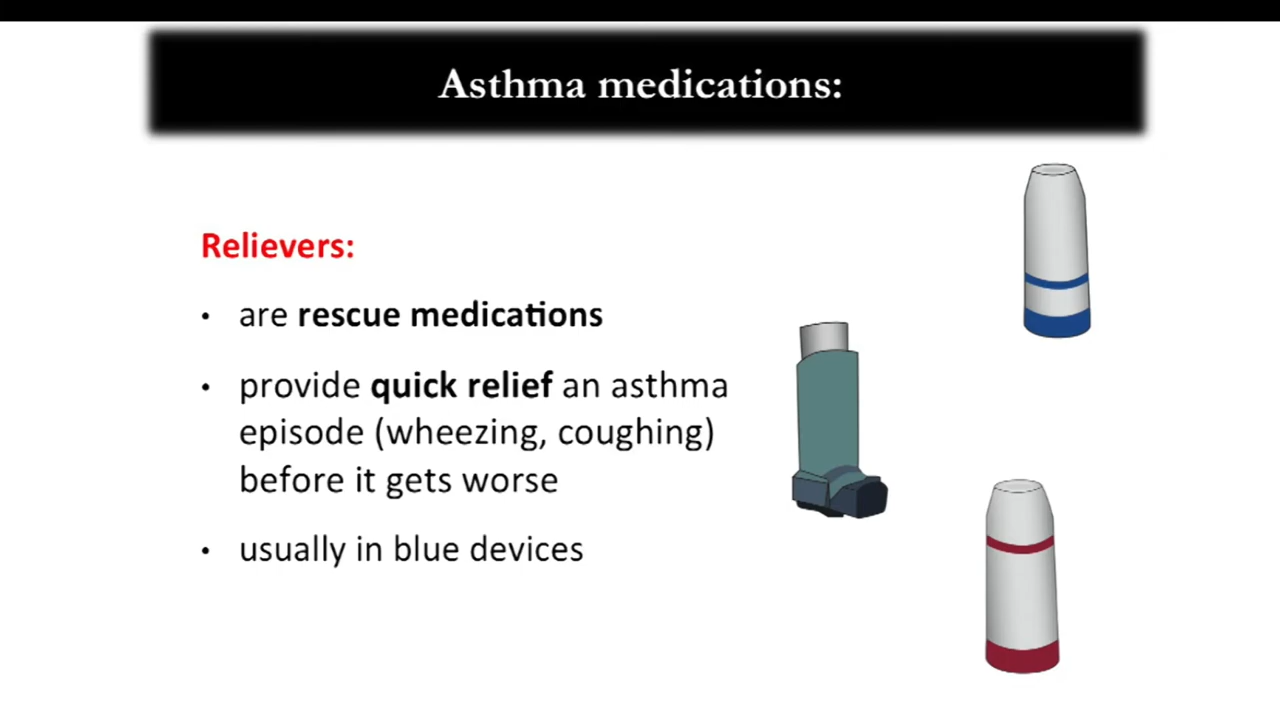 Asthma medications:
Relievers:
• are rescue medications
• provide quick relief an asthma
episode (wheezing, coughing)
before it gets worse
• usually in blue devices